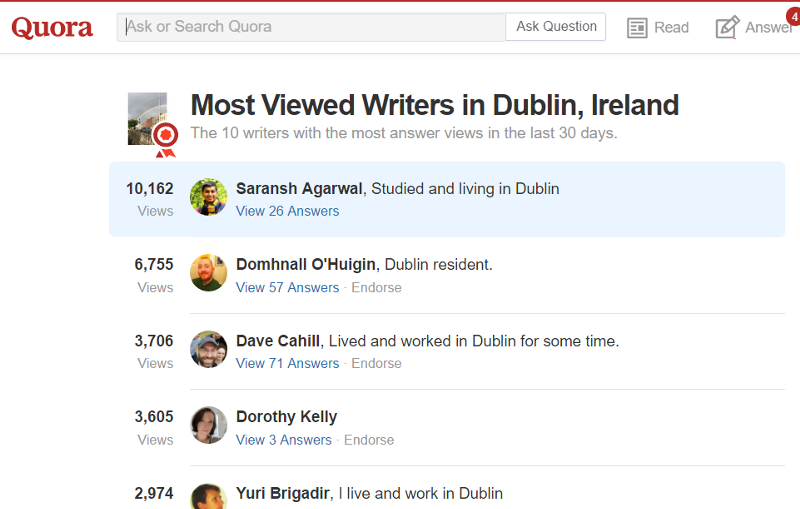 Quora Ask or Search Quora Ask Question Read Answer 4
Most Viewed Writers in Dublin, Ireland
The 10 writers with the most answer views in the last 30 days.
10,162 Saransh Agarwal, Studied and living in Dublin
Views View 26 Answers
6,755 Domhnall O'Huigin, Dublin resident.
Views View 57 Answers · Endorse
3,706 Dave Cahill, Lived and worked in Dublin for some time.
Views View 71 Answers · Endorse
3,605 Dorothy Kelly
Views View 3 Answers · Endorse
2,974 Yuri Brigadir, I live and work in Dublin